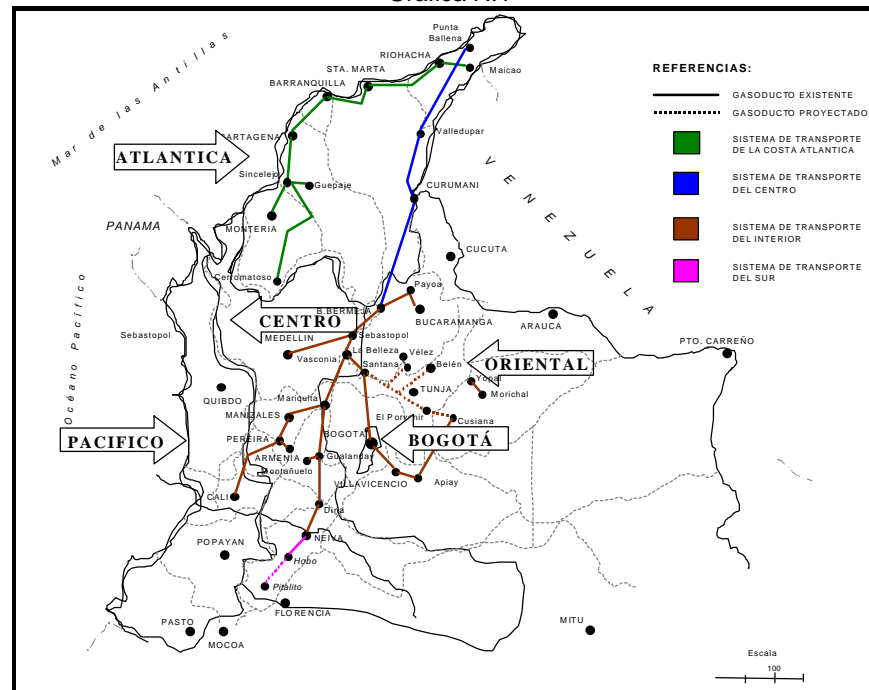 Punta
Ballena
RIOHACHA
STA. MARTA
Maicao
BARRANQUILLA
Mar de las Antillas
CARTAGENA
Valledupar
ATLANTICA
Sincelejo
Guepaje
CURUMANI
VENEZUELA
PANAMA
MONTERIA
CUCUTA
Cerromatoso
Payoa
Océano Pacífico
B.BERMEJA
BUCARAMANGA
ARAUCA
CENTRO
Sebastopol
Sebastopol
MEDELLIN
La Belleza
Vélez
PTO. CARREÑO
Vasconia
Santana
Belén
ORIENTAL
Yopal
QUIBDO
TUNJA
Morichal
Mariquita
MANIZALES
El Porvenir
Cusiana
PACIFICO
PEREIRA
BOGOTA
BOGOTÁ
ARMENIA
Gualanday
Montañuelo
VILLAVICENCIO
Apiay
CALI
Dina
NEIVA
POPAYAN
Hobo
Pitalito
FLORENCIA
PASTO
MOCOA
MITU
REFERENCIAS:
GASODUCTO EXISTENTE
GASODUCTO PROYECTADO
SISTEMA DE TRANSPORTE
DE LA COSTA ATLANTICA
SISTEMA DE TRANSPORTE
DEL CENTRO
SISTEMA DE TRANSPORTE
DEL INTERIOR
SISTEMA DE TRANSPORTE
DEL SUR
Escala
100